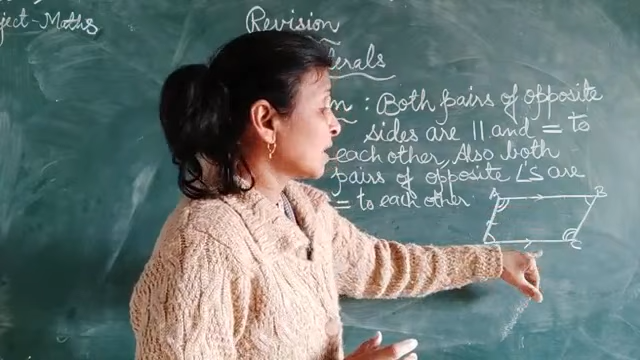 ject-Maths
Revision
erals
: Both pairs of opposite
sides are || and = to
each other. Also both
pairs of opposite ∠s are
= to each other.
A B
C